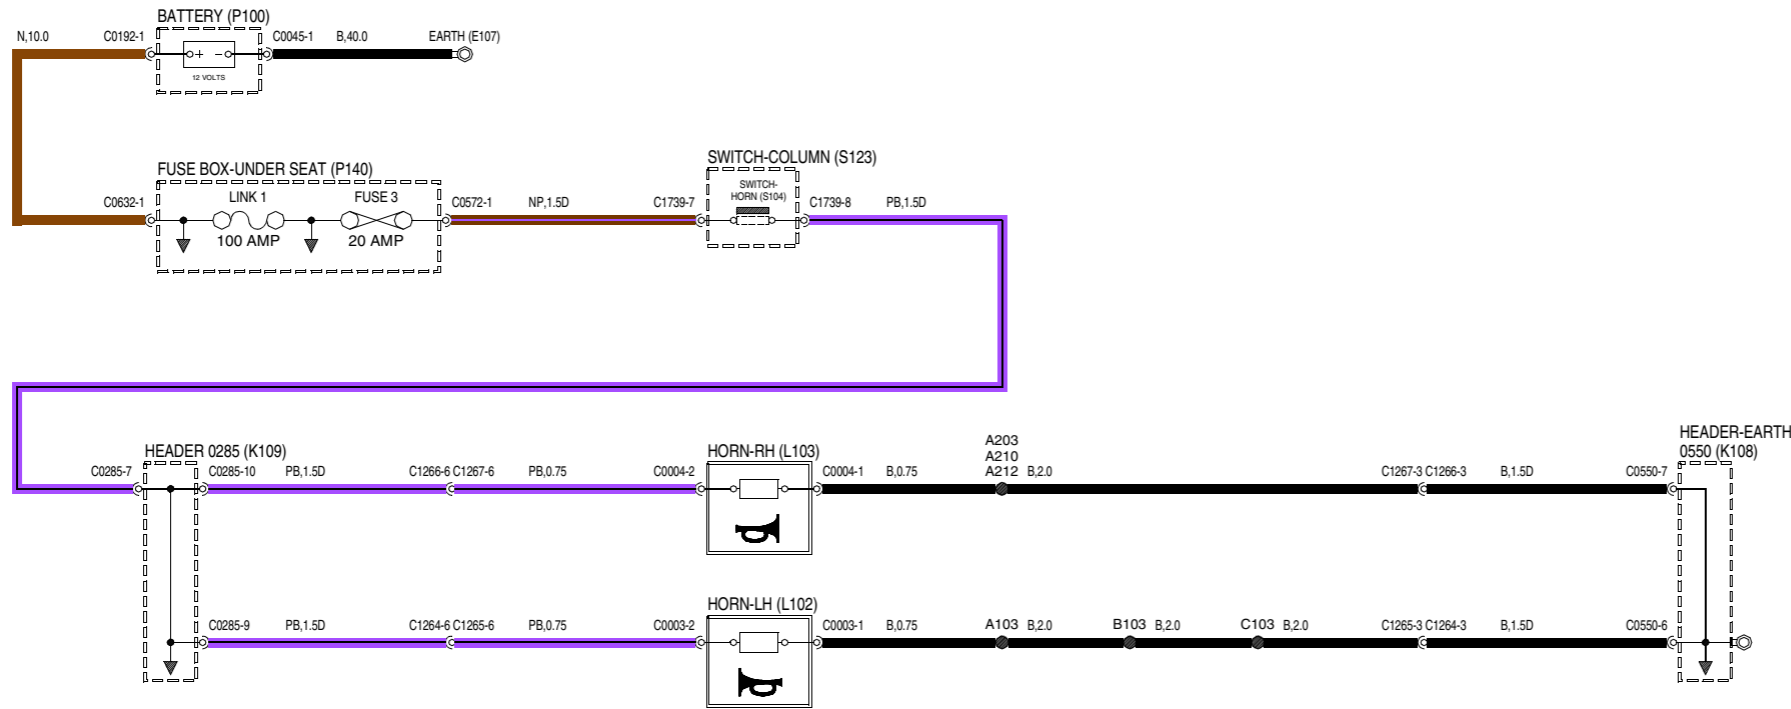 BATTERY (P100)
N,10.0 C0192-1 C0045-1 B,40.0 EARTH (E107)
+ -
12 VOLTS
SWITCH-COLUMN (S123)
FUSE BOX-UNDER SEAT (P140)
LINK 1 FUSE 3 SWITCH-
HORN (S104)
C0632-1 C0572-1 NP,1.5D C1739-7 C1739-8 PB,1.5D
100 AMP 20 AMP
HEADER-EARTH
0550 (K108)
A203
HEADER 0285 (K109) HORN-RH (L103) A210
C0285-7 C0285-10 PB,1.5D C1266-6 C1267-6 PB,0.75 C0004-2 C0004-1 B,0.75 A212 B,2.0 C1267-3 C1266-3 B,1.5D C0550-7
HORN-LH (L102)
C0285-9 PB,1.5D C1264-6 C1265-6 PB,0.75 C0003-2 C0003-1 B,0.75 A103 B,2.0 B103 B,2.0 C103 B,2.0 C1265-3 C1264-3 B,1.5D C0550-6